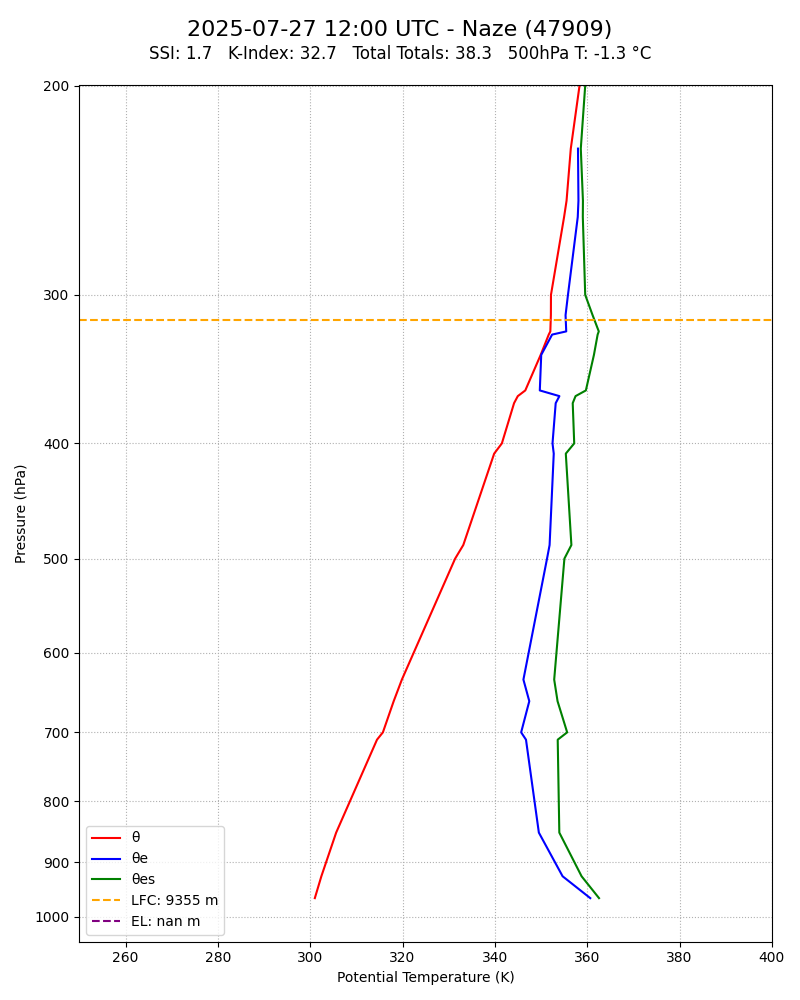 2025-07-27 12:00 UTC - Naze (47909)
SSI: 1.7   K-Index: 32.7   Total Totals: 38.3   500hPa T: -1.3 °C
200
300
400
500
600
700
800
900
1000
Pressure (hPa)
θ
θe
θes
LFC: 9355 m
EL: nan m
260 280 300 320 340 360 380 400
Potential Temperature (K)